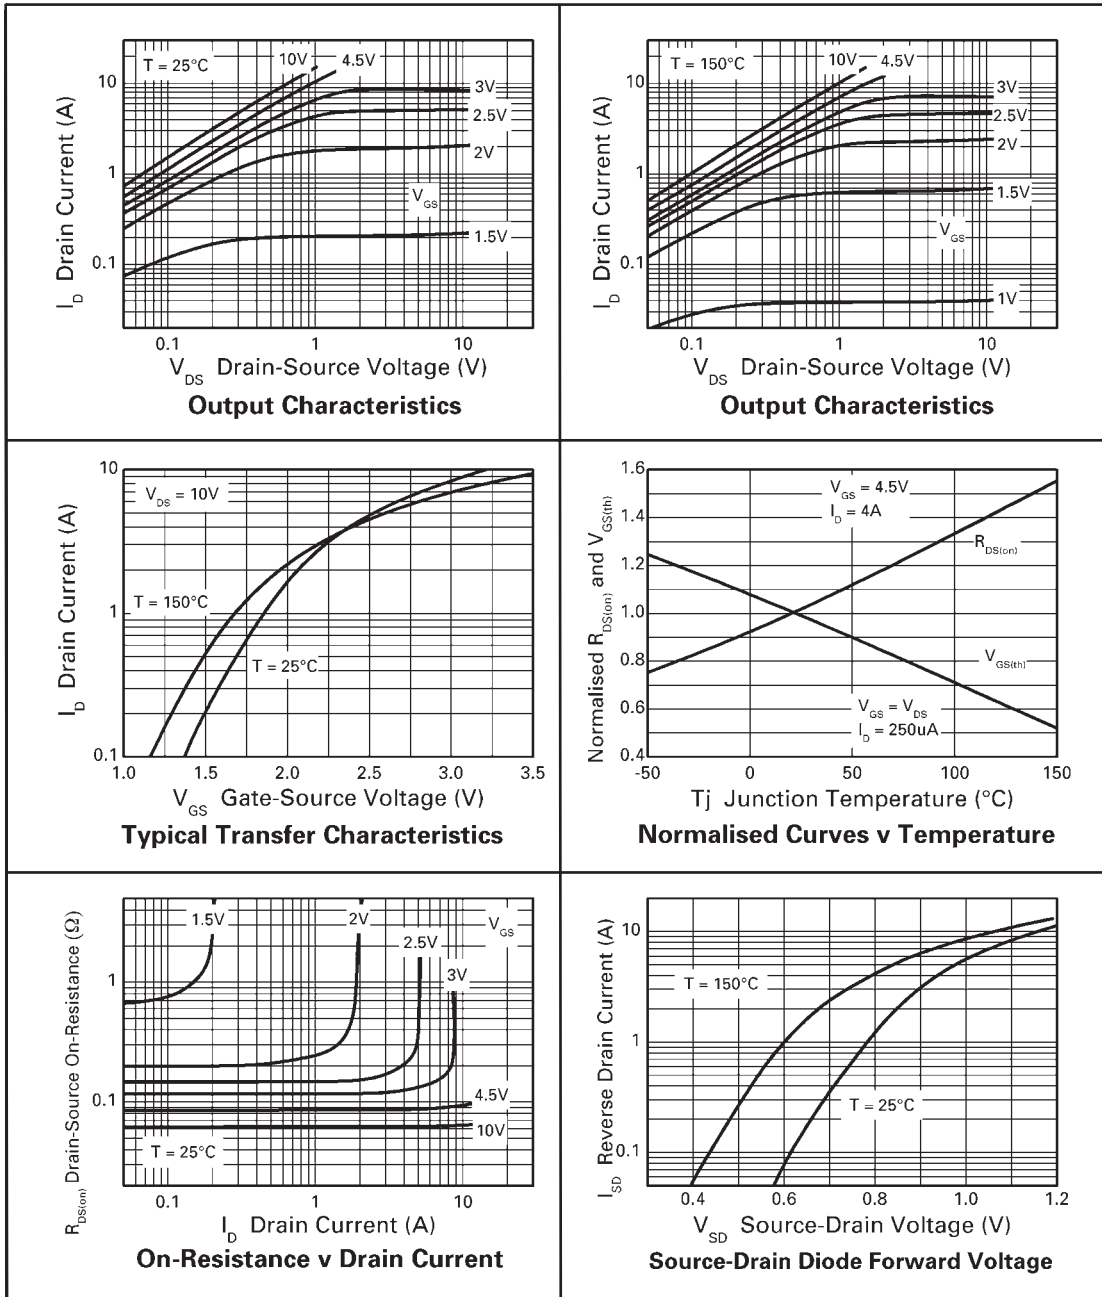 T = 25°C
10V
4.5V
3V
2.5V
2V
V_GS
1.5V
10
1
0.1
I_D Drain Current (A)
0.1
1
10
V_DS Drain-Source Voltage (V)
Output Characteristics
T = 150°C
10V
4.5V
3V
2.5V
2V
1.5V
V_GS
1V
10
1
0.1
I_D Drain Current (A)
0.1
1
10
V_DS Drain-Source Voltage (V)
Output Characteristics
V_DS = 10V
T = 150°C
T = 25°C
10
1
0.1
I_D Drain Current (A)
1.0
1.5
2.0
2.5
3.0
3.5
V_GS Gate-Source Voltage (V)
Typical Transfer Characteristics
V_GS = 4.5V
I_D = 4A
R_DS(on)
V_GS(th)
V_GS = V_DS
I_D = 250uA
1.6
1.4
1.2
1.0
0.8
0.6
0.4
Normalised R_DS(on) and V_GS(th)
-50
0
50
100
150
Tj Junction Temperature (°C)
Normalised Curves v Temperature
1.5V
2V
V_GS
2.5V
3V
4.5V
10V
T = 25°C
1
0.1
R_DS(on) Drain-Source On-Resistance (Ω)
0.1
1
10
I_D Drain Current (A)
On-Resistance v Drain Current
T = 150°C
T = 25°C
10
1
0.1
I_SD Reverse Drain Current (A)
0.4
0.6
0.8
1.0
1.2
V_SD Source-Drain Voltage (V)
Source-Drain Diode Forward Voltage